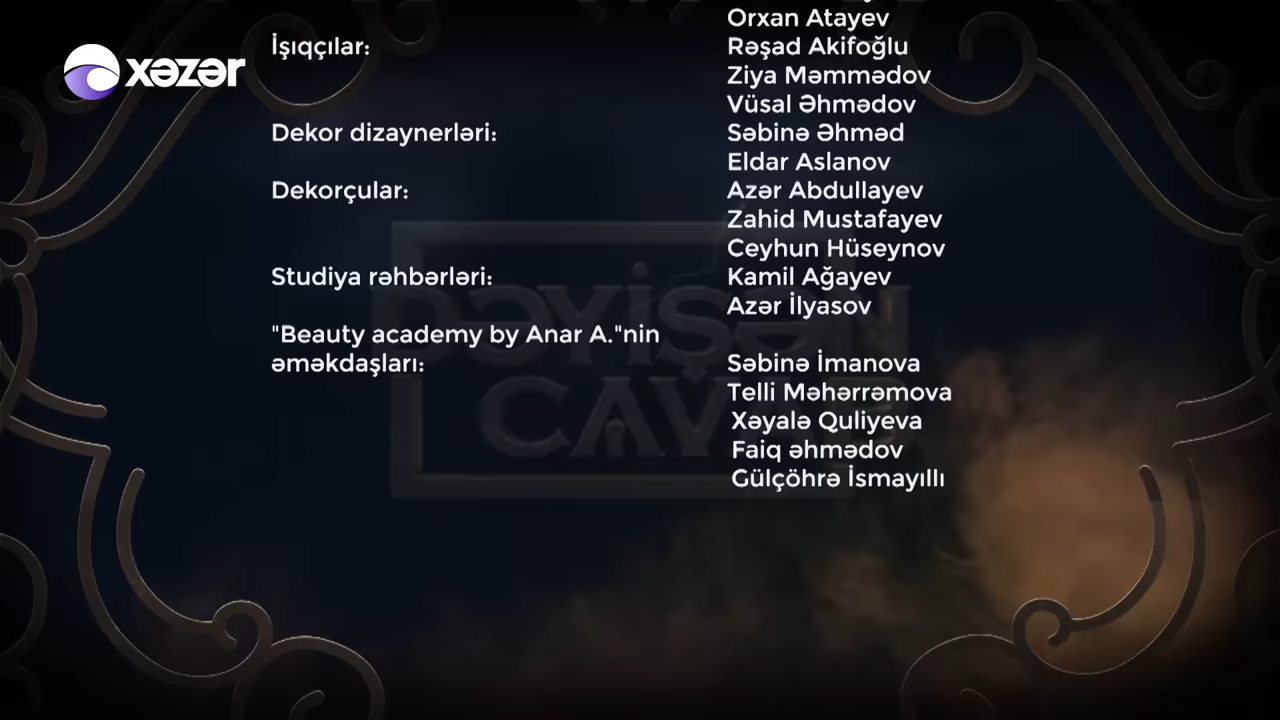 Orxan Atayev
xəzər
İşıqçılar: Rəşad Akifoğlu
Ziya Məmmədov
Vüsal Əhmədov
Dekor dizaynerləri: Səbinə Əhməd
Eldar Aslanov
Dekorçular: Azər Abdullayev
Zahid Mustafayev
Ceyhun Hüseynov
Studiya rəhbərləri: Kamil Ağayev
Azər İlyasov
"Beauty academy by Anar A."nin
əməkdaşları: Səbinə İmanova
Telli Məhərrəmova
Xəyalə Quliyeva
Faiq əhmədov
Gülçöhrə İsmayıllı
DƏYİŞƏN